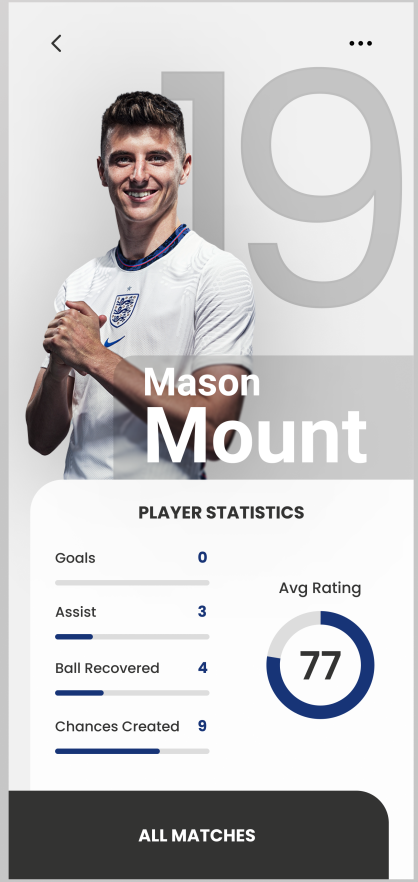 19
Mason
Mount
PLAYER STATISTICS
Goals 0
Assist 3
Ball Recovered 4
Chances Created 9
Avg Rating
77
ALL MATCHES